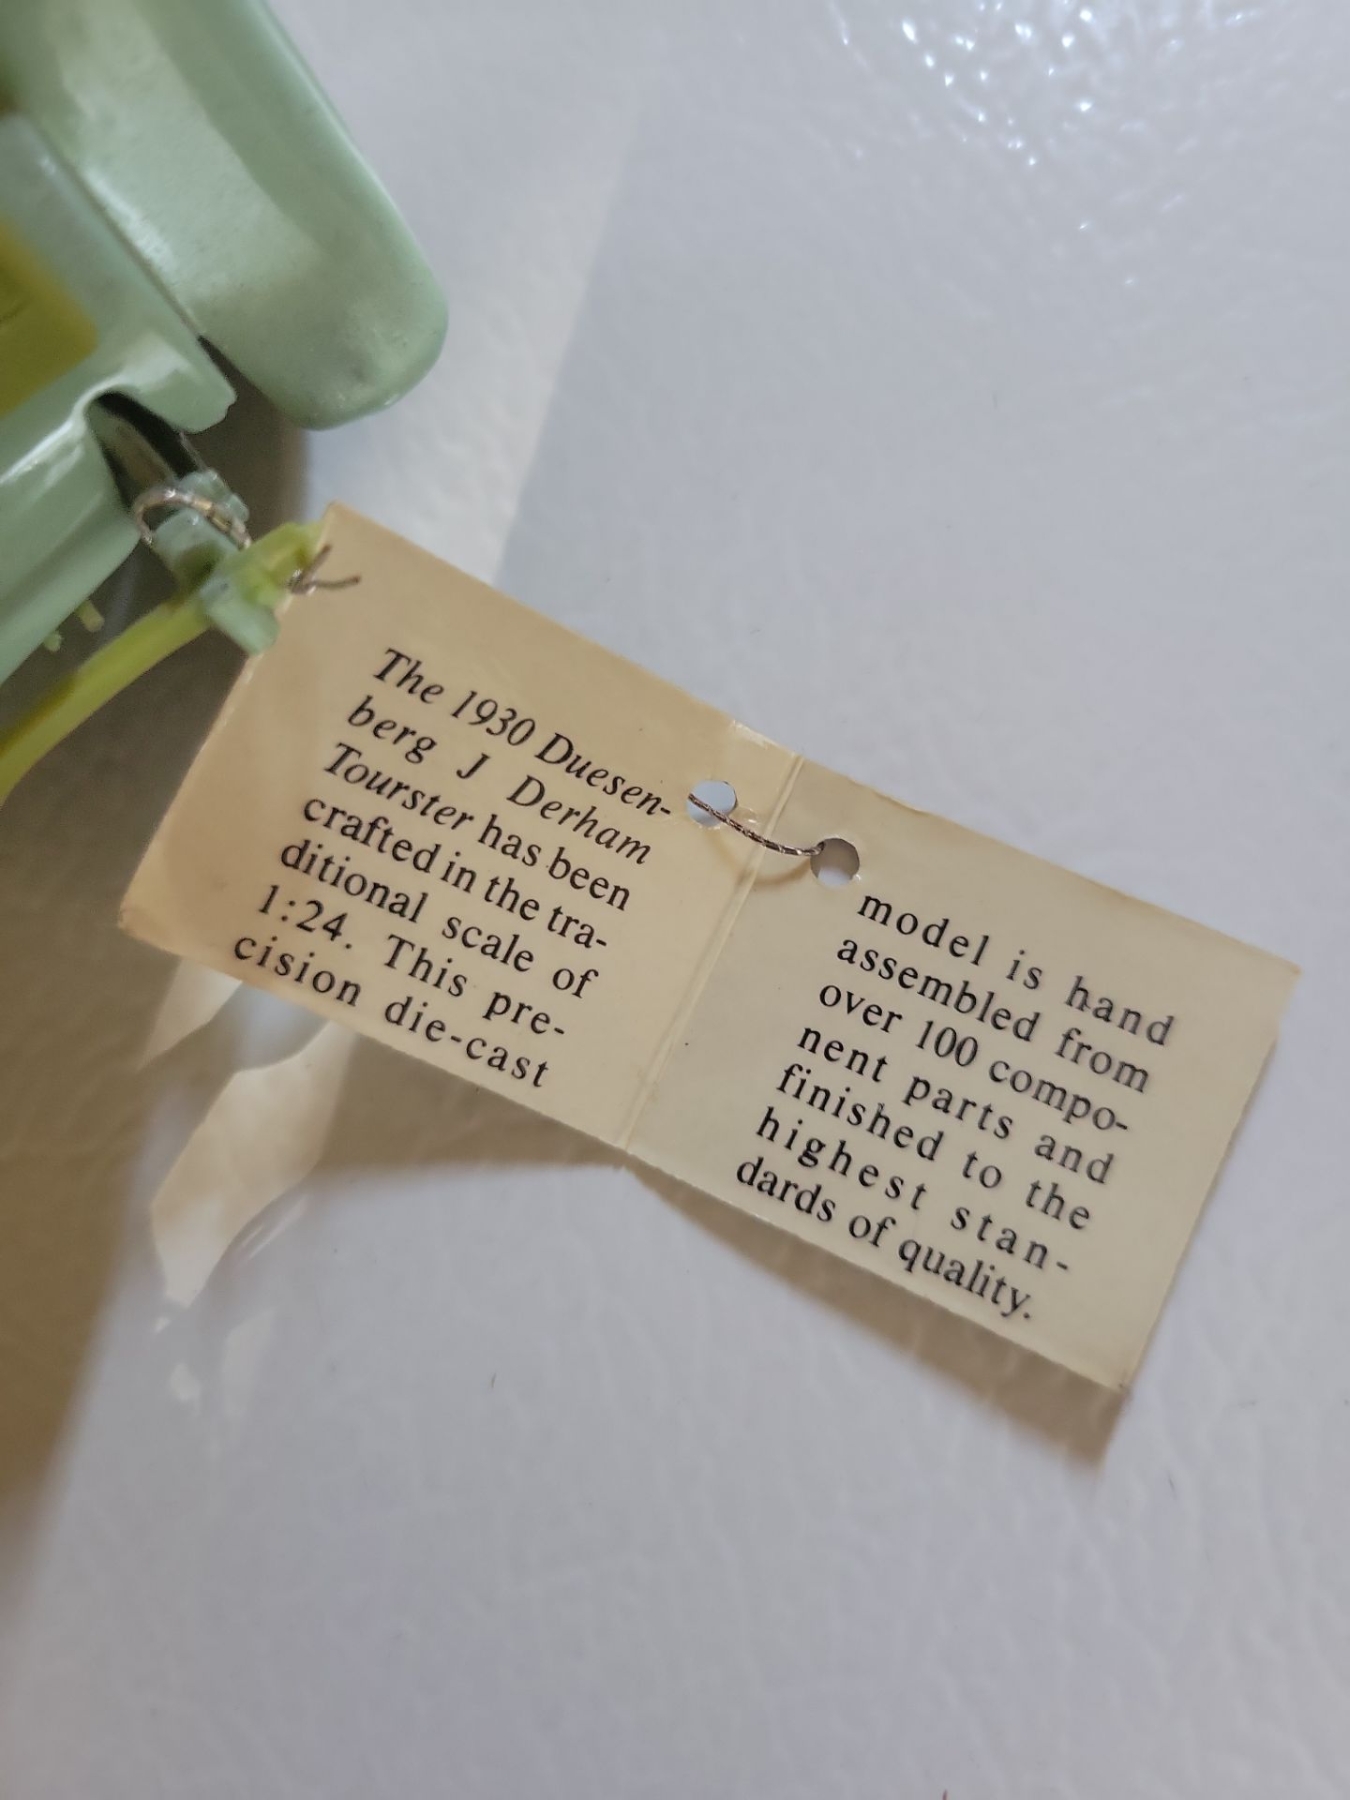 The 1930 Duesen-
berg J Derham
Tourster has been
crafted in the tra-
ditional scale of
1:24. This pre-
cision die-cast
model is hand
assembled from
over 100 compo-
nent parts and
finished to the
highest stan-
dards of quality.